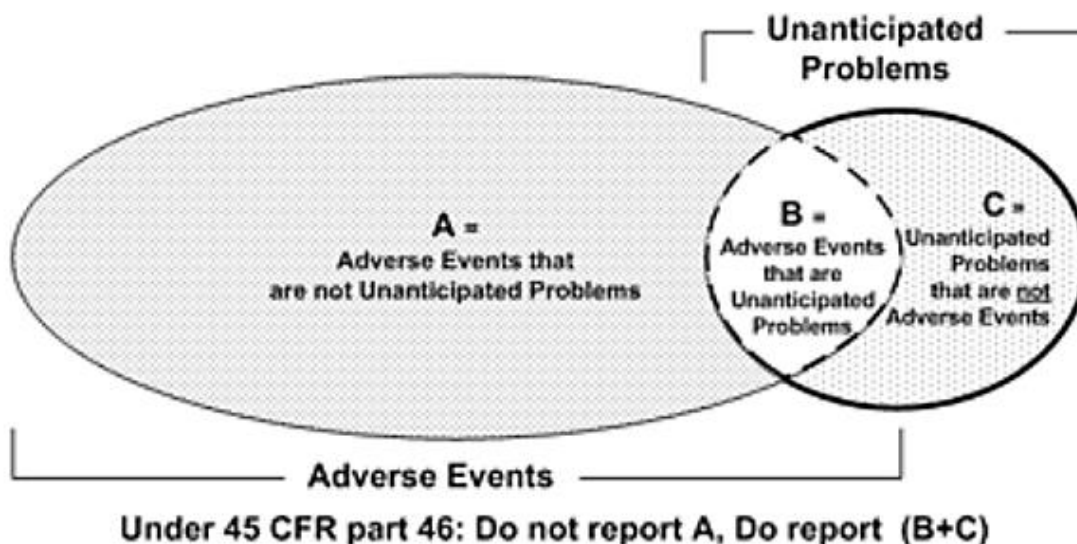 Unanticipated
Problems
A =
Adverse Events that
are not Unanticipated Problems
B =
Adverse Events
that are
Unanticipated
Problems
C =
Unanticipated
Problems
that are not
Adverse Events
Adverse Events
Under 45 CFR part 46: Do not report A, Do report (B+C)